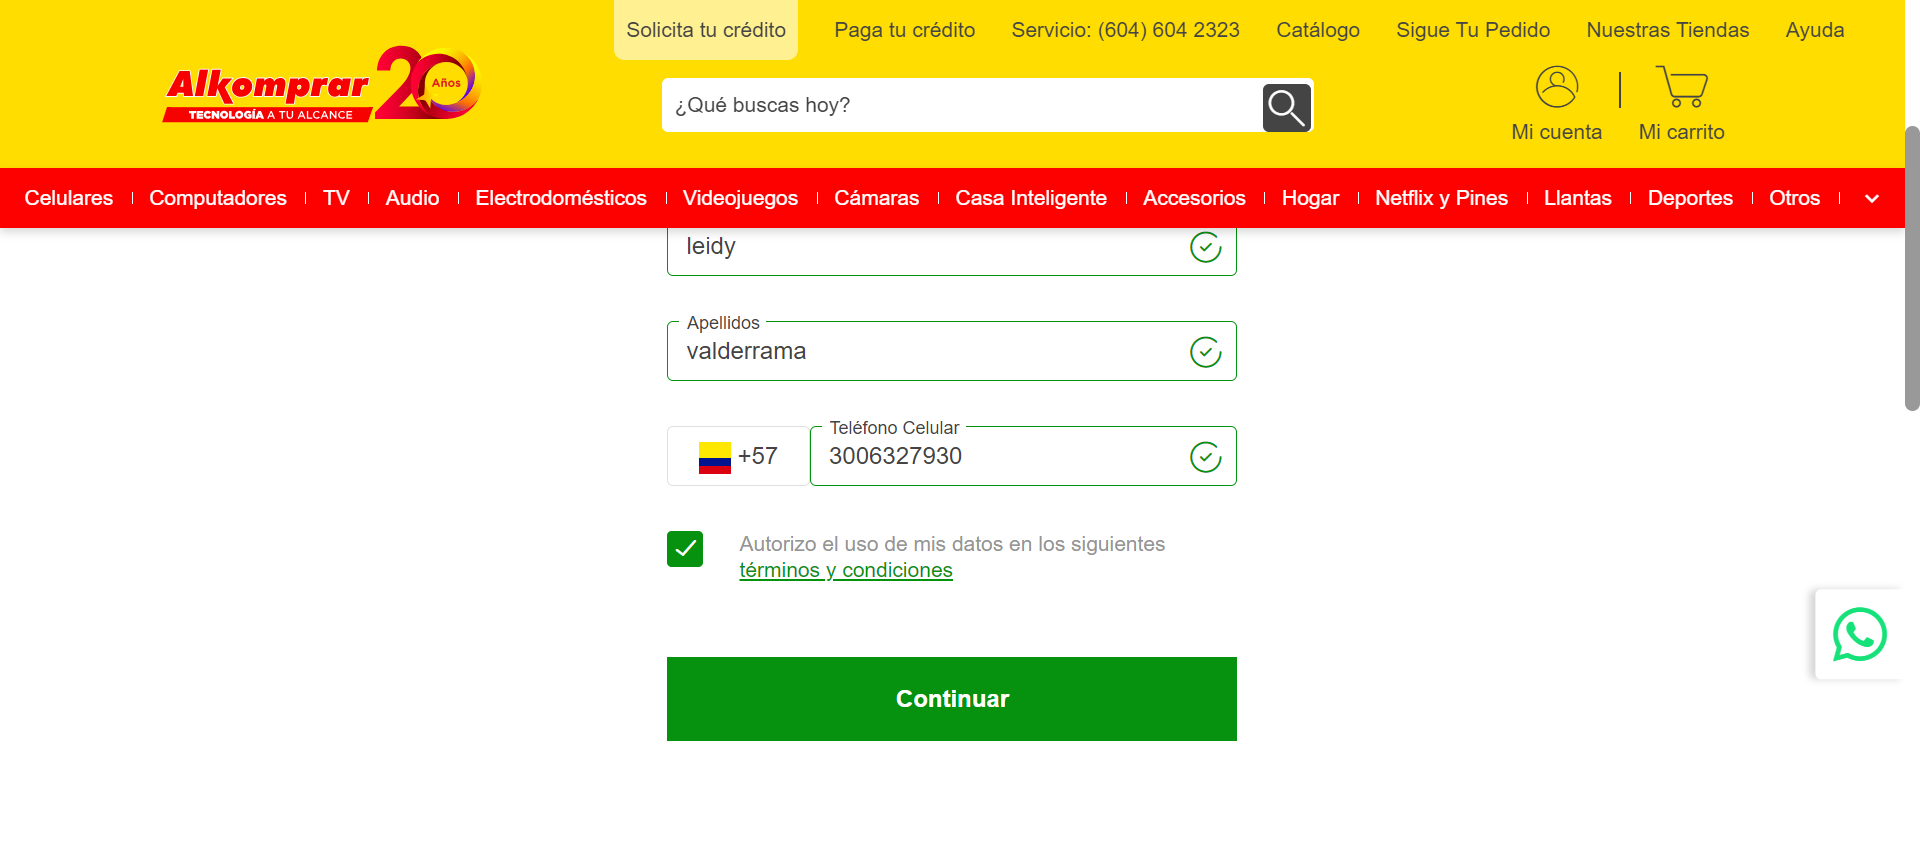 Solicita tu crédito
Paga tu crédito
Servicio: (604) 604 2323
Catálogo
Sigue Tu Pedido
Nuestras Tiendas
Ayuda
Alkomprar 20 Años
TECNOLOGÍA A TU ALCANCE
¿Qué buscas hoy?
Mi cuenta
Mi carrito
Celulares
Computadores
TV
Audio
Electrodomésticos
Videojuegos
Cámaras
Casa Inteligente
Accesorios
Hogar
Netflix y Pines
Llantas
Deportes
Otros
leidy
Apellidos
valderrama
+57
Teléfono Celular
3006327930
Autorizo el uso de mis datos en los siguientes
términos y condiciones
Continuar